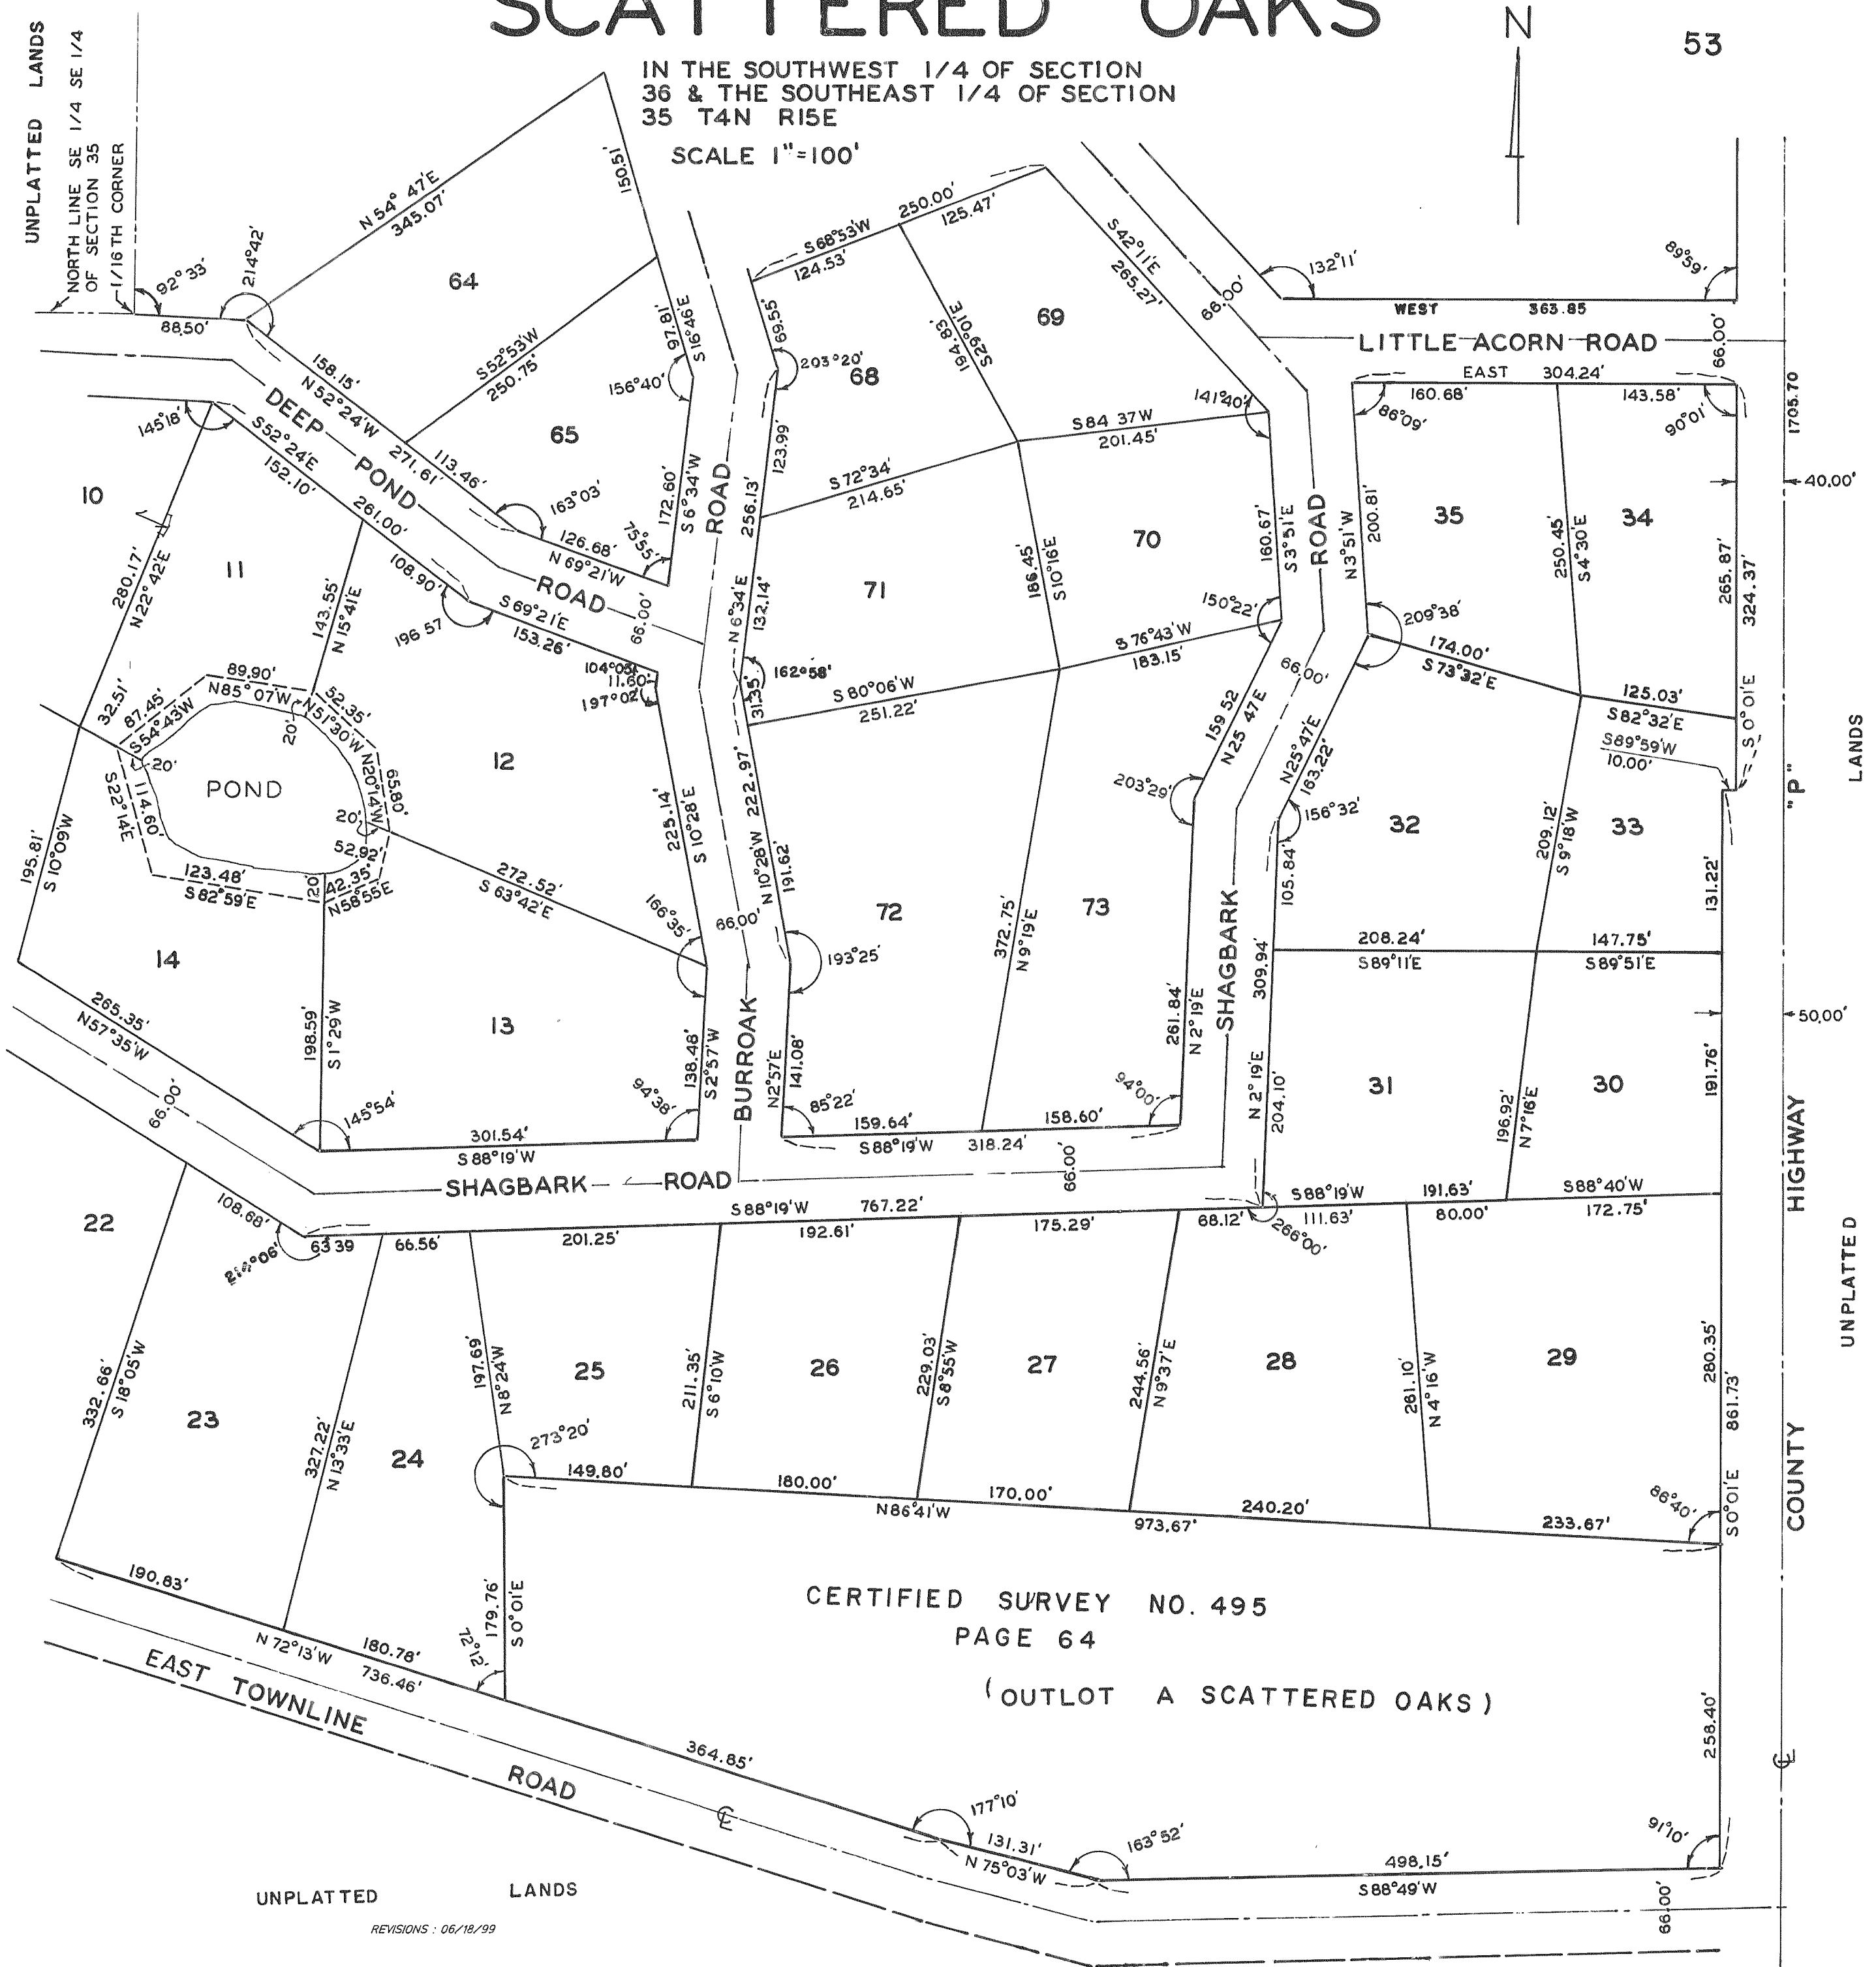 SCATTERED OAKS
IN THE SOUTHWEST 1/4 OF SECTION
36 & THE SOUTHEAST 1/4 OF SECTION
35 T4N R15E
SCALE 1"=100'
N
53
UNPLATTED LANDS
NORTH LINE SE 1/4 SE 1/4
OF SECTION 35
1/16TH CORNER
92°33'
214°42'
88.50'
N 54° 47'E
345.07'
150.51'
64
S52°53'W
250.75'
97.81'
S16°46'E
156°40'
158.15'
N 52°24'W
271.61'
113.46'
65
163°03'
126.68'
N 69°21'W
75°55'
172.60'
S 6°34'W
DEEP POND ROAD
66.00'
145°18'
S52°24'E
152.10'
261.00'
108.90'
196 57
S 69°21'E
153.26'
104°05'
11.60'
197°02'
10
280.17'
N22°42'E
11
143.55'
N 15°41'E
32.51'
87.45'
S54°43'W
89.90'
N85°07'W
52.35'
N51°30'W
65.80'
N20°14'W
52.92'
42.35'
N58°55'E
123.48'
S 82°59'E
114.60'
S22°14'E
20'
20'
20'
20'
POND
12
272.52'
S 63°42'E
225.14'
S 10°28'E
166°35'
195.81'
S 10°09'W
14
265.35'
N57°35'W
198.59'
S 1°29'W
13
138.48'
S2°57'W
94°38'
145°54'
301.54'
S 88°19'W
66.00'
SHAGBARK ROAD
S68°53'W
250.00'
124.53'
125.47'
69.55'
203°20'
68
69
S29°01'E
194.83'
S42°11'E
265.27'
66.00'
141°40'
S84 37W
201.45'
123.99'
256.13'
S 72°34'
214.65'
70
71
186.45'
S 10°16'E
160.67'
S3°51'E
150°22'
S 76°43'W
183.15'
N 6°34'E
132.14'
162°58'
31.35'
S 80°06'W
251.22'
222.97'
N 10°28'W
191.62'
66.00'
193°25'
72
73
372.75'
N 9°19'E
159 52
N25 47E
203°29'
261.84'
N 2°19'E
94°00'
BURROAK ROAD
N2°57'E
141.08'
85°22'
159.64'
158.60'
S88°19'W
318.24'
66.00'
132°11'
89°59'
WEST 363.85
LITTLE ACORN ROAD
66.00'
EAST 304.24'
160.68'
143.58'
86°09'
90°01'
1705.70
40.00'
35
34
N3°51'W
200.81'
250.45'
S4°30'E
265.87'
324.37'
209°38'
174.00'
S 73°32'E
125.03'
S82°32'E
S89°59'W
10.00'
S 0°01'E
SHAGBARK ROAD
66.00'
N25°47'E
163.22'
156°32'
105.84'
32
209.12'
S 9°18'W
33
131.22'
309.94'
208.24'
S89°11'E
147.75'
S89°51'E
50.00'
31
30
191.76'
N 2°19'E
204.10'
196.92'
N7°16'E
COUNTY HIGHWAY "P"
UNPLATTED LANDS
22
108.68'
214°06'
63 39
66.56'
201.25'
S88°19'W 767.22'
192.61'
175.29'
68.12'
266°00'
S88°19'W
191.63'
111.63'
80.00'
S88°40'W
172.75'
332.66'
S 18°05'W
23
327.22'
N 13°33'E
24
197.69'
N8°24'W
25
211.35'
S 6°10'W
26
229.03'
S 8°55'W
27
244.56'
N 9°37'E
28
261.10'
N 4°16'W
29
280.35'
861.73'
S 0°01'E
86°40'
273°20'
149.80'
180.00'
170.00'
240.20'
233.67'
N86°41'W
973.67'
190.83'
N 72°13'W
180.78'
736.46'
179.76'
S 0°01'E
72°12'
CERTIFIED SURVEY NO. 495
PAGE 64
(OUTLOT A SCATTERED OAKS)
258.40'
EAST TOWNLINE ROAD
364.85'
177°10'
131.31'
N 75°03'W
163°52'
498.15'
S88°49'W
91°10'
66.00'
UNPLATTED LANDS
REVISIONS : 06/18/99